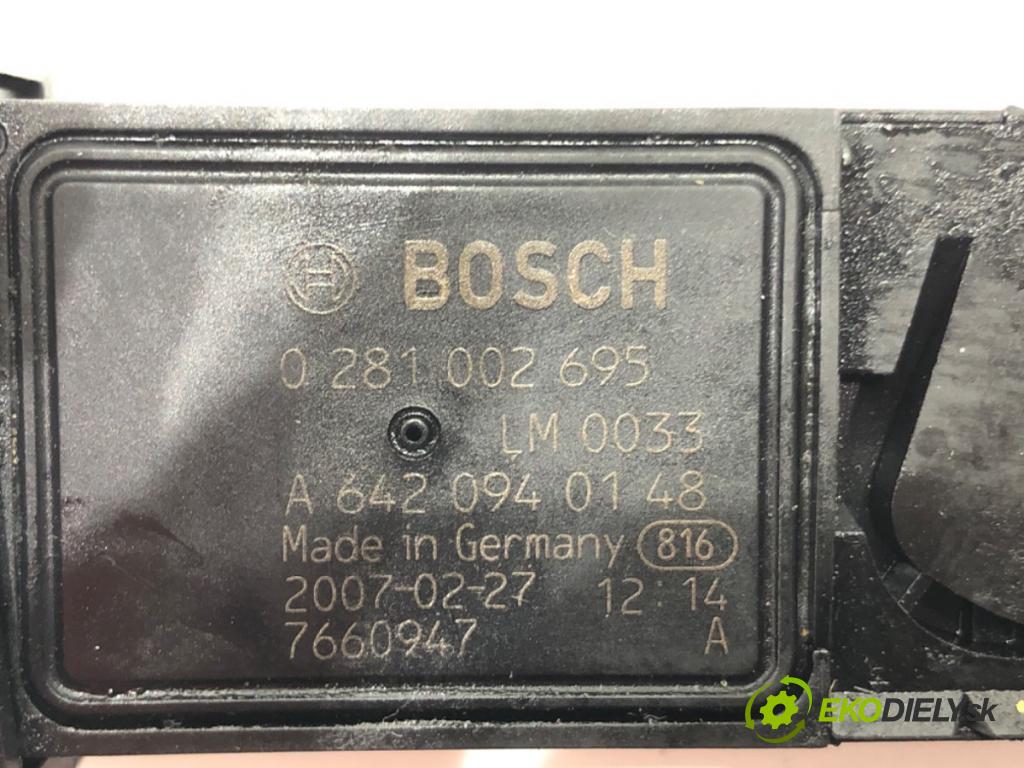 BOSCH
0 281 002 695
LM 0033
A 642 094 01 48
Made in Germany 816
2007-02-27 12:14
7660947 A
EKODIELY.sk